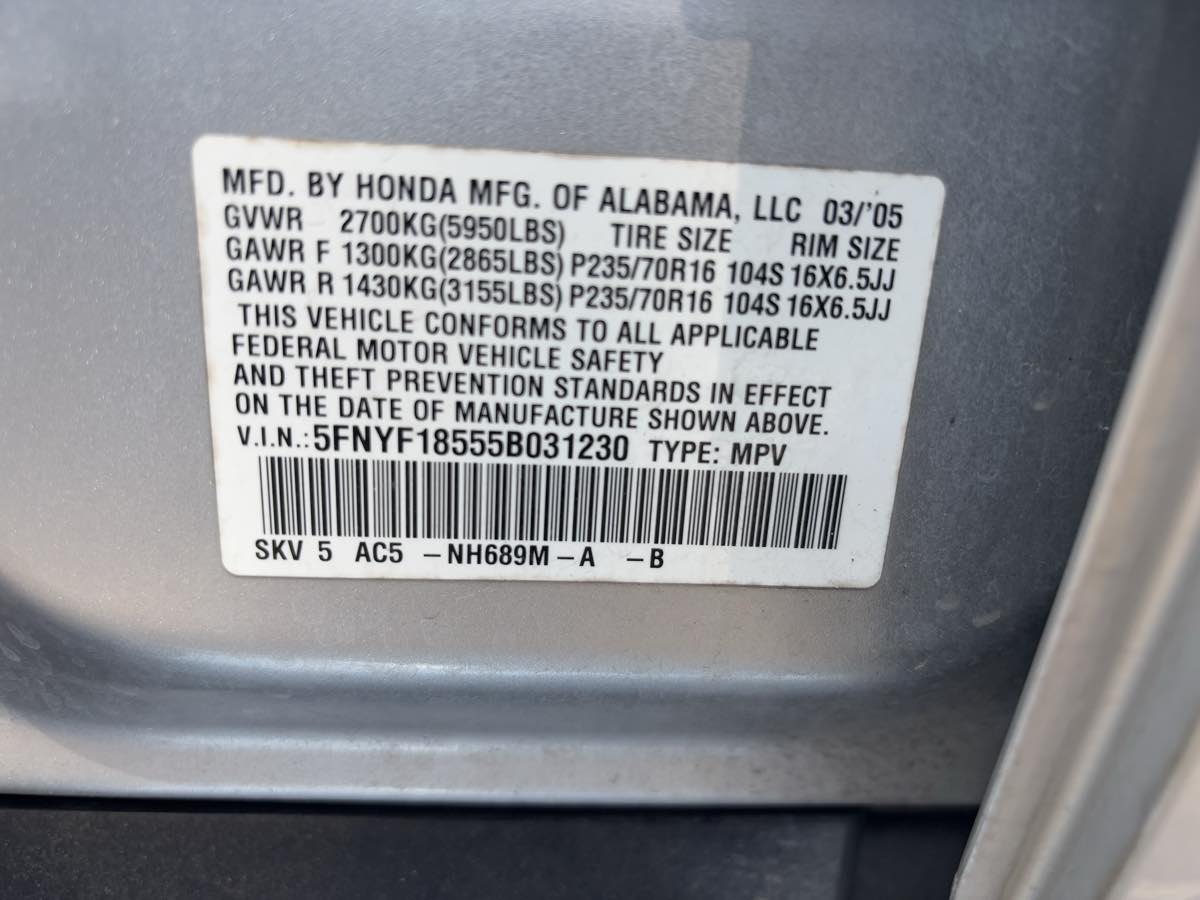 MFD. BY HONDA MFG. OF ALABAMA, LLC 03/'05
GVWR 2700KG(5950LBS) TIRE SIZE RIM SIZE
GAWR F 1300KG(2865LBS) P235/70R16 104S 16X6.5JJ
GAWR R 1430KG(3155LBS) P235/70R16 104S 16X6.5JJ
THIS VEHICLE CONFORMS TO ALL APPLICABLE
FEDERAL MOTOR VEHICLE SAFETY
AND THEFT PREVENTION STANDARDS IN EFFECT
ON THE DATE OF MANUFACTURE SHOWN ABOVE.
V.I.N.: 5FNYF18555B031230 TYPE: MPV
SKV 5 AC5 -NH689M-A -B